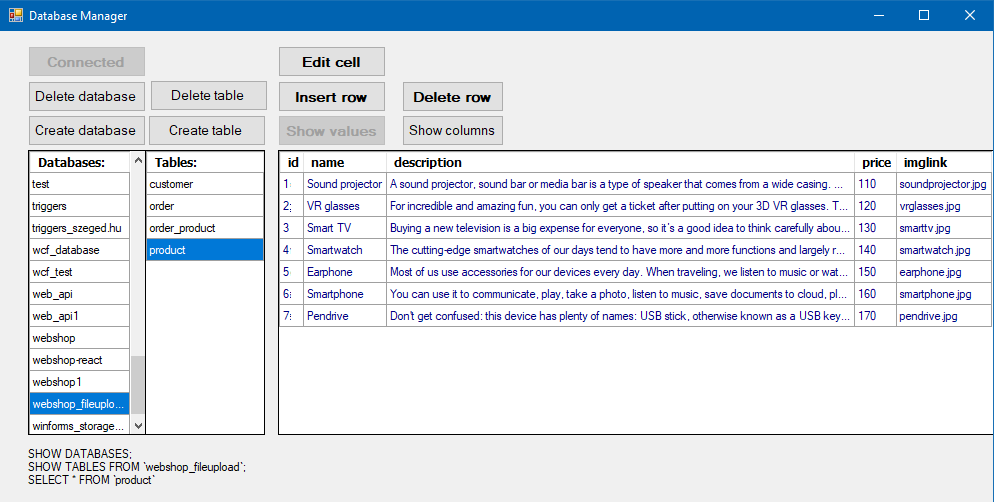 Database Manager
Connected
Edit cell
Delete database
Delete table
Insert row
Delete row
Create database
Create table
Show values
Show columns
Databases:
test
triggers
triggers_szeged.hu
wcf_database
wcf_test
web_api
web_api1
webshop
webshop-react
webshop1
webshop_fileuplo...
winforms_storage...
Tables:
customer
order
order_product
product
id name description price imglink
1 Sound projector A sound projector, sound bar or media bar is a type of speaker that comes from a wide casing. ... 110 soundprojector.jpg
2 VR glasses For incredible and amazing fun, you can only get a ticket after putting on your 3D VR glasses. T... 120 vrglasses.jpg
3 Smart TV Buying a new television is a big expense for everyone, so it's a good idea to think carefully abou... 130 smarttv.jpg
4 Smartwatch The cutting-edge smartwatches of our days tend to have more and more functions and largely r... 140 smartwatch.jpg
5 Earphone Most of us use accessories for our devices every day. When traveling, we listen to music or wat... 150 earphone.jpg
6 Smartphone You can use it to communicate, play, take a photo, listen to music, save documents to cloud, pl... 160 smartphone.jpg
7 Pendrive Don't get confused: this device has plenty of names: USB stick, otherwise known as a USB key... 170 pendrive.jpg
SHOW DATABASES;
SHOW TABLES FROM `webshop_fileupload`;
SELECT * FROM `product`